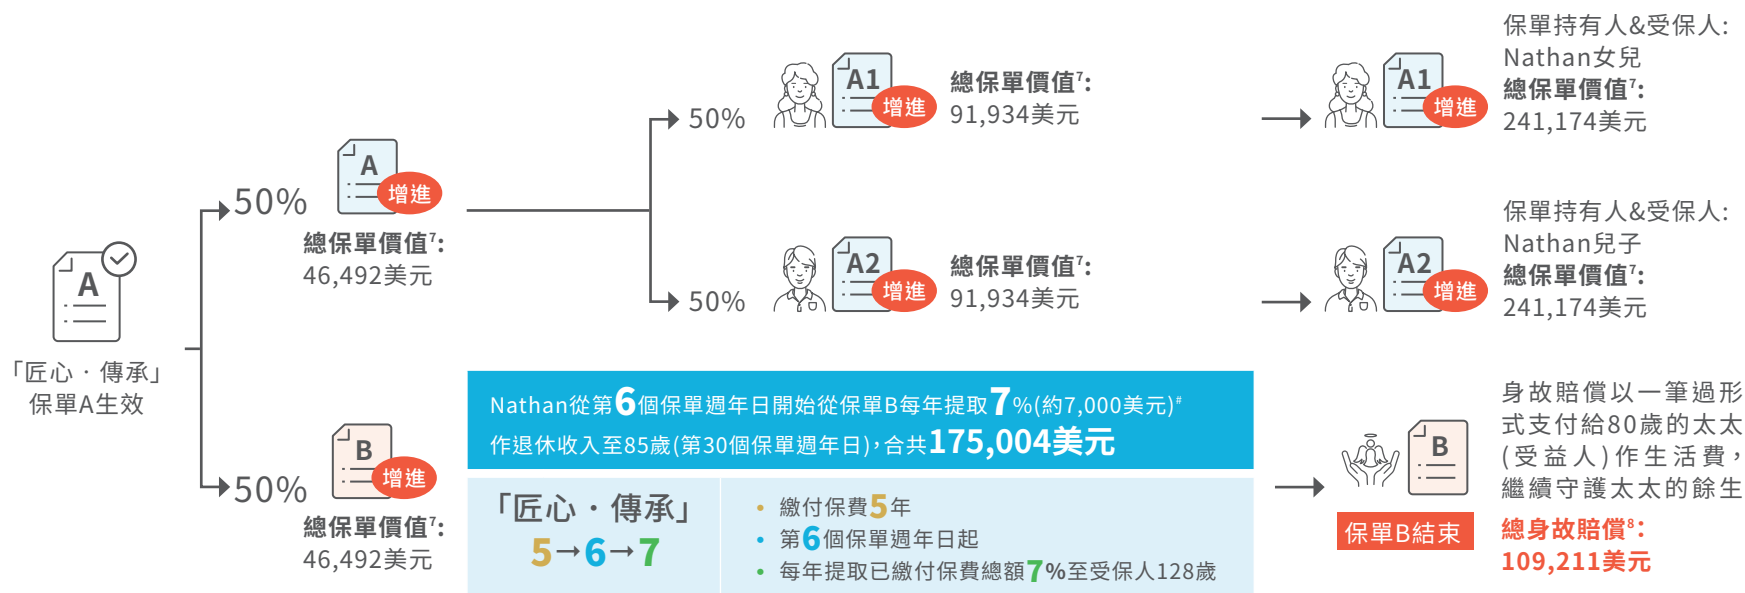 A
「匠心．傳承」
保單A生效
50%
A
增進
總保單價值7:
46,492美元
50%
B
增進
總保單價值7:
46,492美元
50%
A1
增進
總保單價值7:
91,934美元
50%
A2
增進
總保單價值7:
91,934美元
A1
增進
保單持有人&受保人:
Nathan女兒
總保單價值7:
241,174美元
A2
增進
保單持有人&受保人:
Nathan兒子
總保單價值7:
241,174美元
Nathan從第6個保單週年日開始從保單B每年提取7%(約7,000美元)#
作退休收入至85歲(第30個保單週年日)，合共175,004美元
「匠心．傳承」
5→6→7
• 繳付保費5年
• 第6個保單週年日起
• 每年提取已繳付保費總額7%至受保人128歲
B
保單B結束
身故賠償以一筆過形
式支付給80歲的太太
(受益人)作生活費，
繼續守護太太的餘生
總身故賠償8:
109,211美元